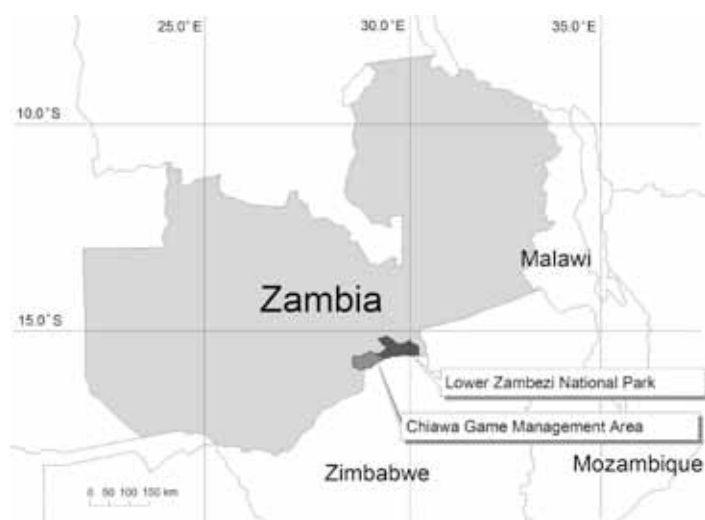 25.0°E
30.0°E
35.0°E
10.0°S
Malawi
Zambia
15.0°S
Lower Zambezi National Park
Chiawa Game Management Area
Zimbabwe
Mozambique
0 50 100 150 km